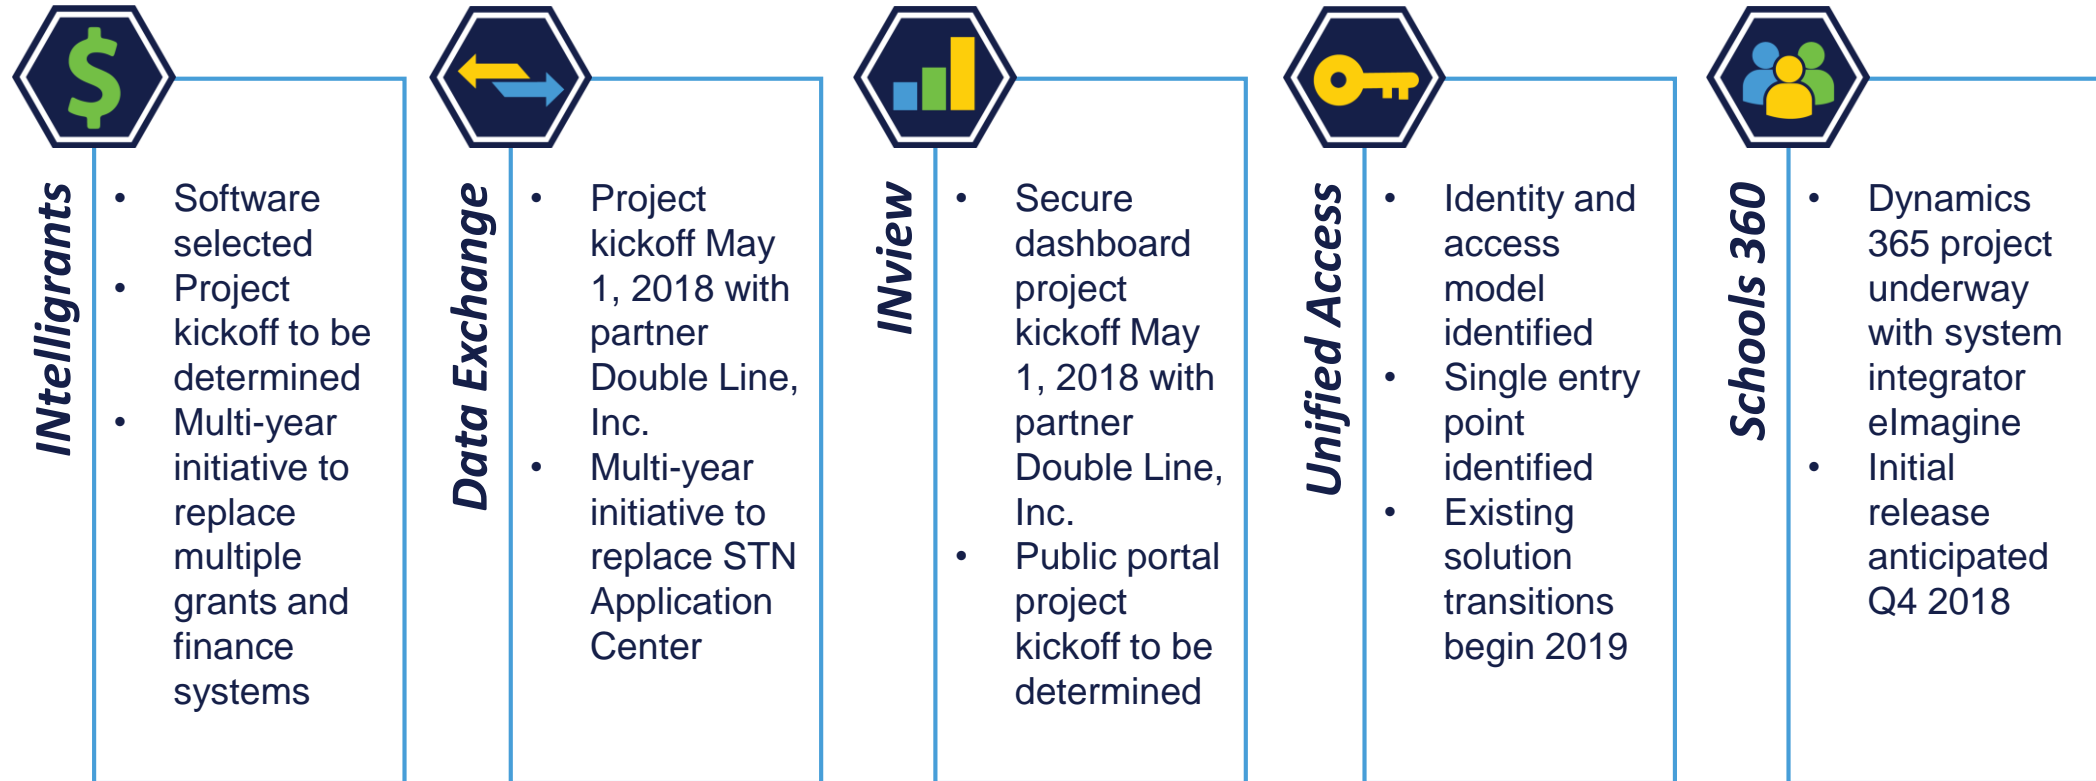 INtelligrants
• Software
selected
• Project
kickoff to be
determined
• Multi-year
initiative to
replace
multiple
grants and
finance
systems
Data Exchange
• Project
kickoff May
1, 2018 with
partner
Double Line,
Inc.
• Multi-year
initiative to
replace STN
Application
Center
INview
• Secure
dashboard
project
kickoff May
1, 2018 with
partner
Double Line,
Inc.
• Public portal
project
kickoff to be
determined
Unified Access
• Identity and
access
model
identified
• Single entry
point
identified
• Existing
solution
transitions
begin 2019
Schools 360
• Dynamics
365 project
underway
with system
integrator
eImagine
• Initial
release
anticipated
Q4 2018